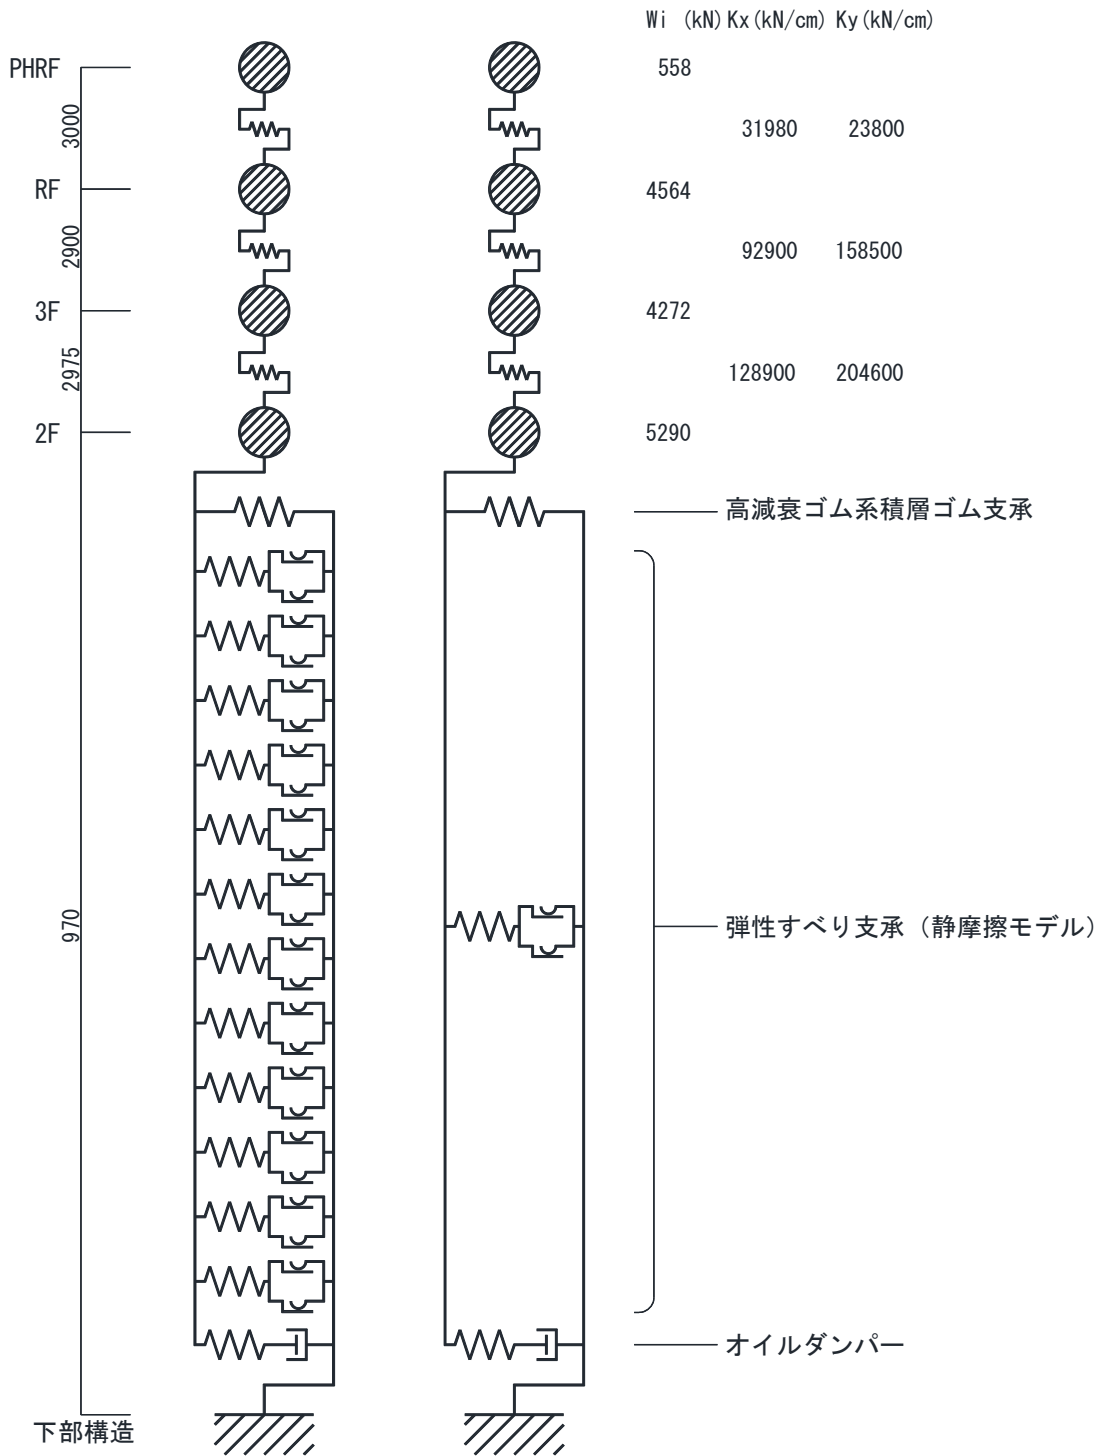 Wi (kN) Kx(kN/cm) Ky(kN/cm)
PHRF 558
3000 31980 23800
RF 4564
2900 92900 158500
3F 4272
2975 128900 204600
2F 5290
高減衰ゴム系積層ゴム支承
970 弾性すべり支承（静摩擦モデル）
オイルダンパー
下部構造